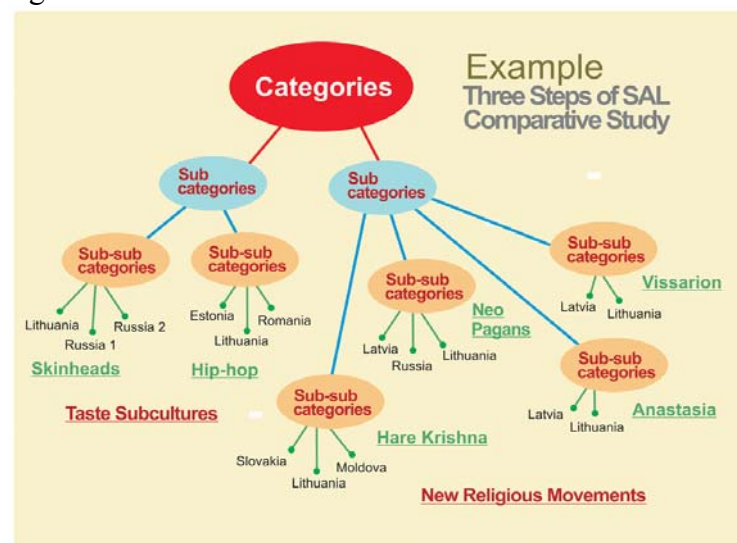 Categories
Example
Three Steps of SAL
Comparative Study
Sub
categories
Sub
categories
Sub-sub
categories
Lithuania
Russia 1
Russia 2
Skinheads
Sub-sub
categories
Estonia
Lithuania
Romania
Hip-hop
Taste Subcultures
Sub-sub
categories
Latvia
Russia
Lithuania
Neo
Pagans
Sub-sub
categories
Latvia
Lithuania
Vissarion
Sub-sub
categories
Latvia
Lithuania
Anastasia
Sub-sub
categories
Slovakia
Lithuania
Moldova
Hare Krishna
New Religious Movements